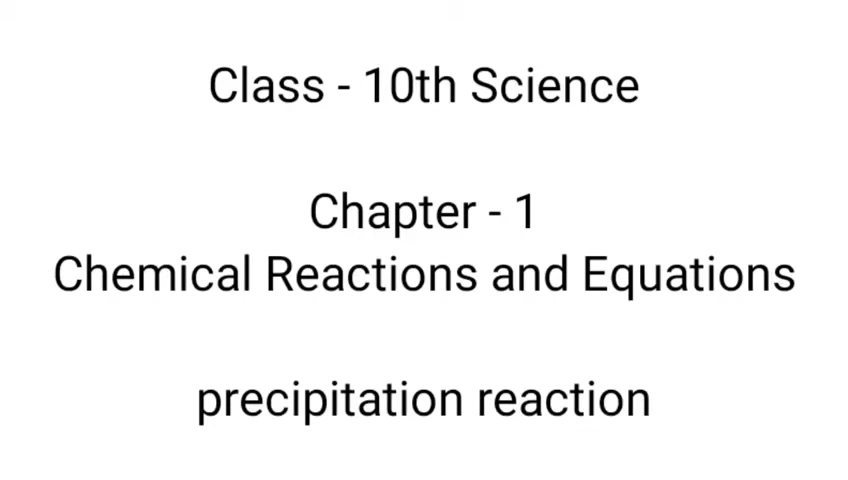 Class - 10th Science
Chapter - 1
Chemical Reactions and Equations
precipitation reaction